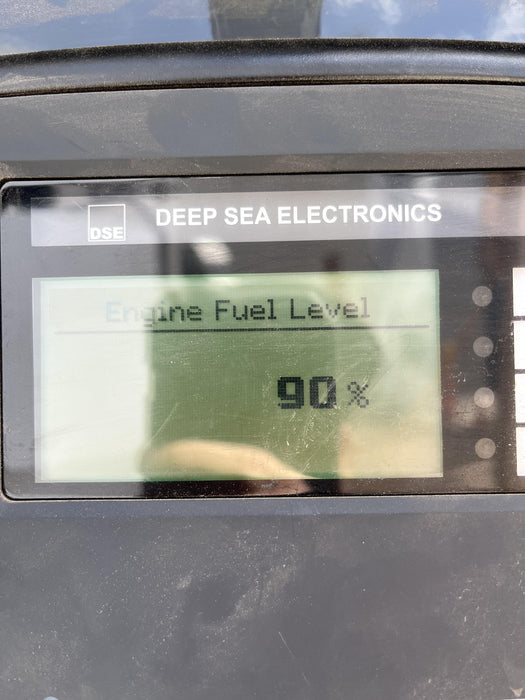 DSE
DEEP SEA ELECTRONICS
Engine Fuel Level
90 %